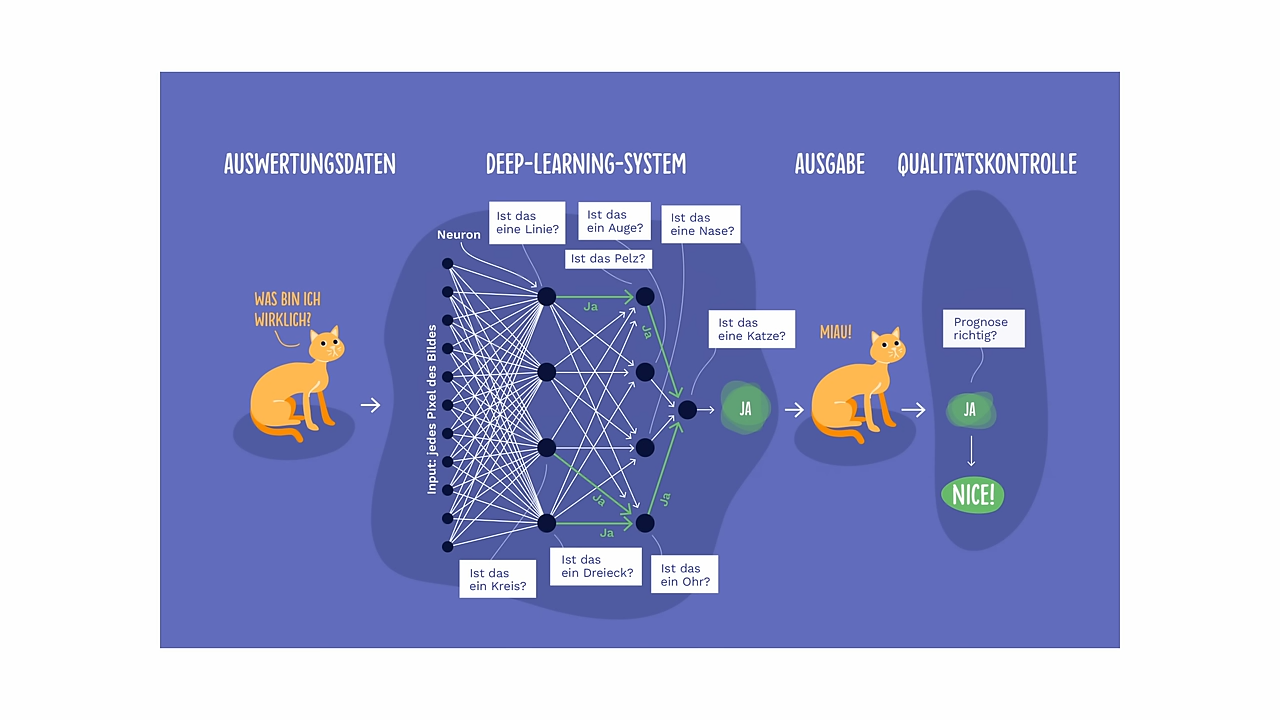 AUSWERTUNGSDATEN
DEEP-LEARNING-SYSTEM
AUSGABE
QUALITÄTSKONTROLLE
WAS BIN ICH
WIRKLICH?
Neuron
Input: jedes Pixel des Bildes
Ist das
eine Linie?
Ist das
ein Auge?
Ist das
eine Nase?
Ist das Pelz?
Ja
Ja
Ja
Ja
Ja
Ist das
ein Kreis?
Ist das
ein Dreieck?
Ist das
ein Ohr?
Ist das
eine Katze?
JA
MIAU!
Prognose
richtig?
JA
NICE!